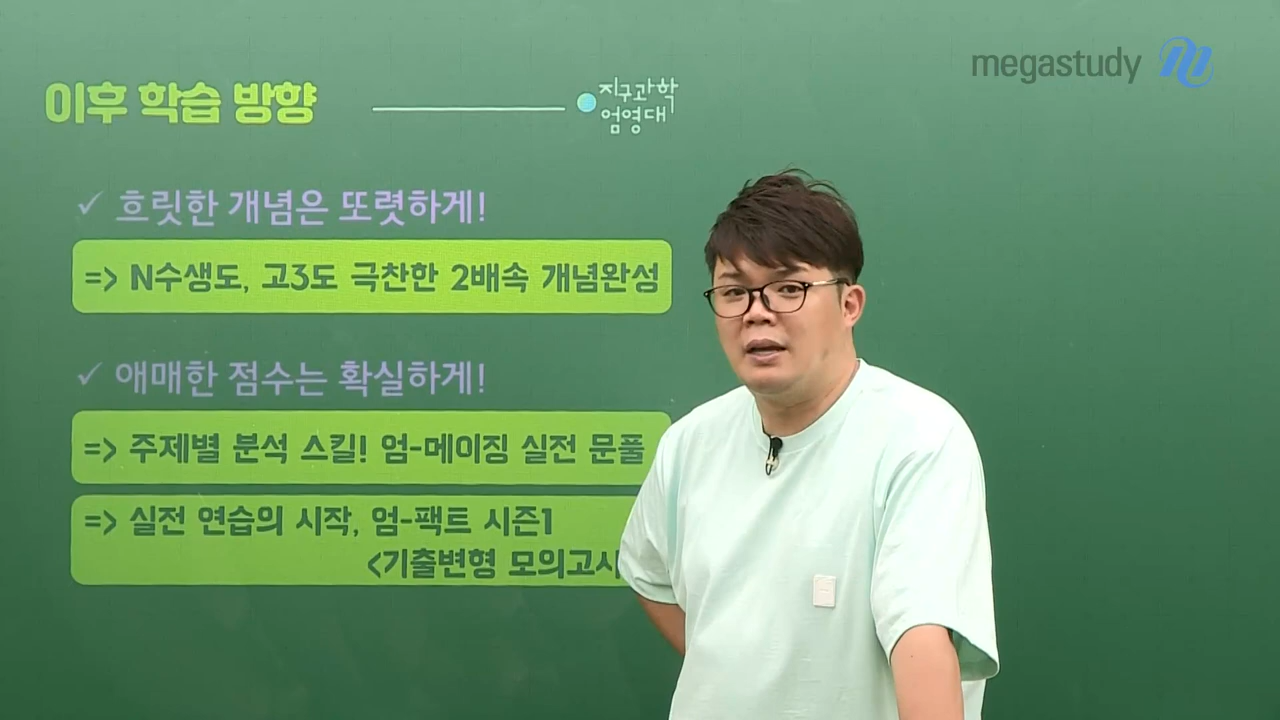 megastudy
이후 학습 방향
지구과학
엄영대
✓ 흐릿한 개념은 또렷하게!
=> N수생도, 고3도 극찬한 2배속 개념완성
✓ 애매한 점수는 확실하게!
=> 주제별 분석 스킬! 엄-메이징 실전 문풀
=> 실전 연습의 시작, 엄-팩트 시즌1
<기출변형 모의고사